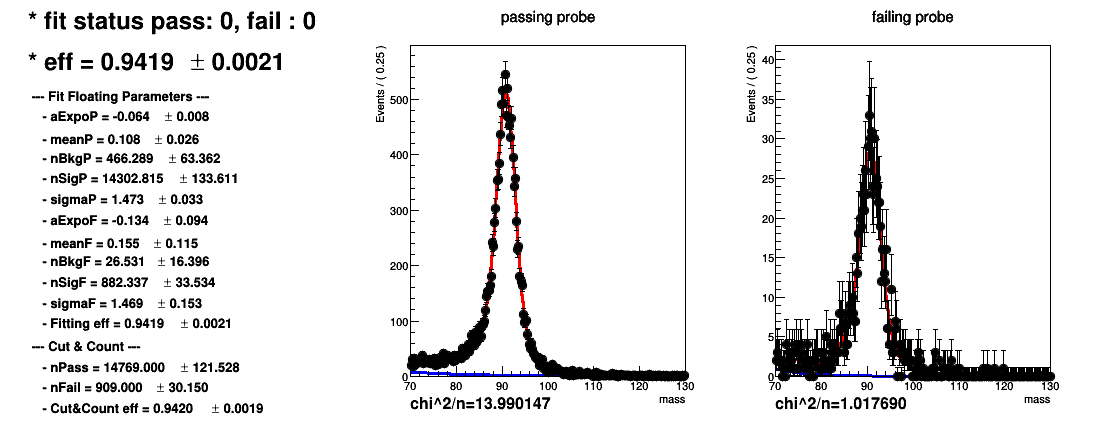 * fit status pass: 0, fail : 0
* eff = 0.9419 ± 0.0021
--- Fit Floating Parameters ---
- aExpoP = -0.064 ± 0.008
- meanP = 0.108 ± 0.026
- nBkgP = 466.289 ± 63.362
- nSigP = 14302.815 ± 133.611
- sigmaP = 1.473 ± 0.033
- aExpoF = -0.134 ± 0.094
- meanF = 0.155 ± 0.115
- nBkgF = 26.531 ± 16.396
- nSigF = 882.337 ± 33.534
- sigmaF = 1.469 ± 0.153
- Fitting eff = 0.9419 ± 0.0021
--- Cut & Count ---
- nPass = 14769.000 ± 121.528
- nFail = 909.000 ± 30.150
- Cut&Count eff = 0.9420 ± 0.0019
passing probe
Events / ( 0.25 )
500
400
300
200
100
0
70 80 90 100 110 120 130
mass
chi^2/n=13.990147
failing probe
Events / ( 0.25 )
40
35
30
25
20
15
10
5
0
70 80 90 100 110 120 130
mass
chi^2/n=1.017690